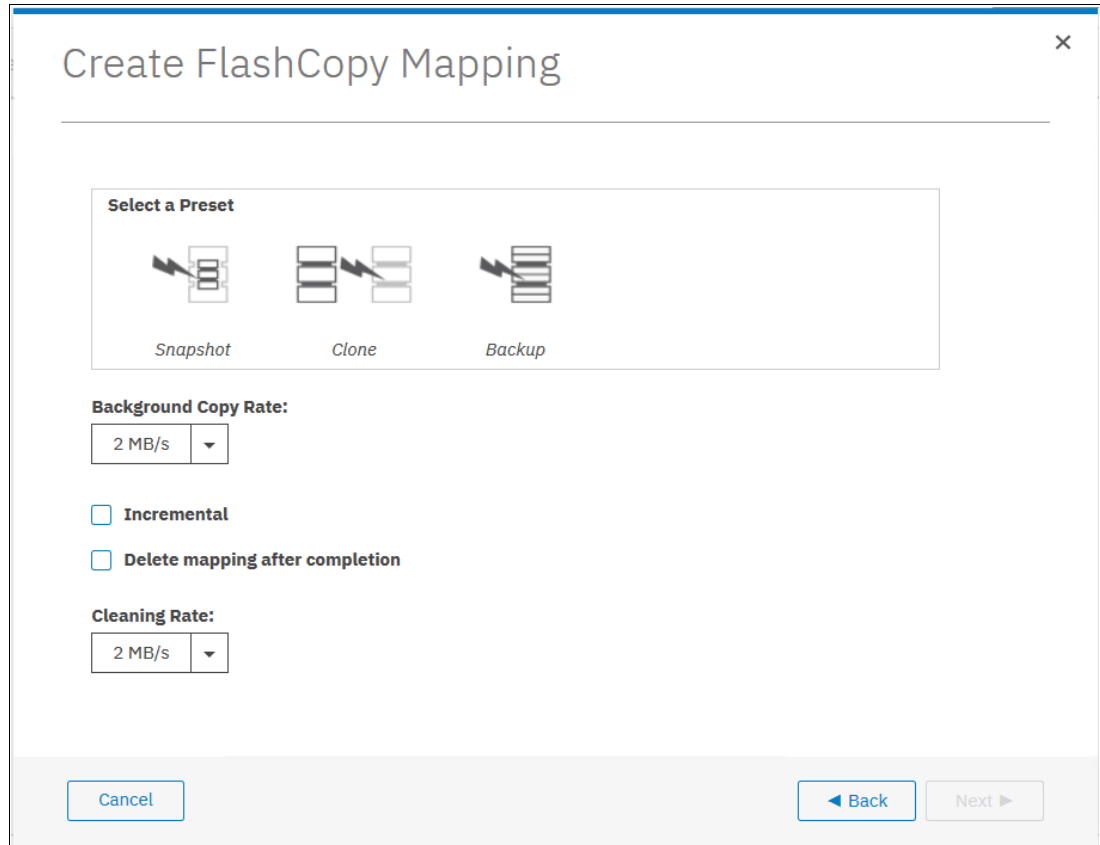 Create FlashCopy Mapping
Select a Preset
Snapshot Clone Backup
Background Copy Rate:
2 MB/s
Incremental
Delete mapping after completion
Cleaning Rate:
2 MB/s
Cancel Back Next